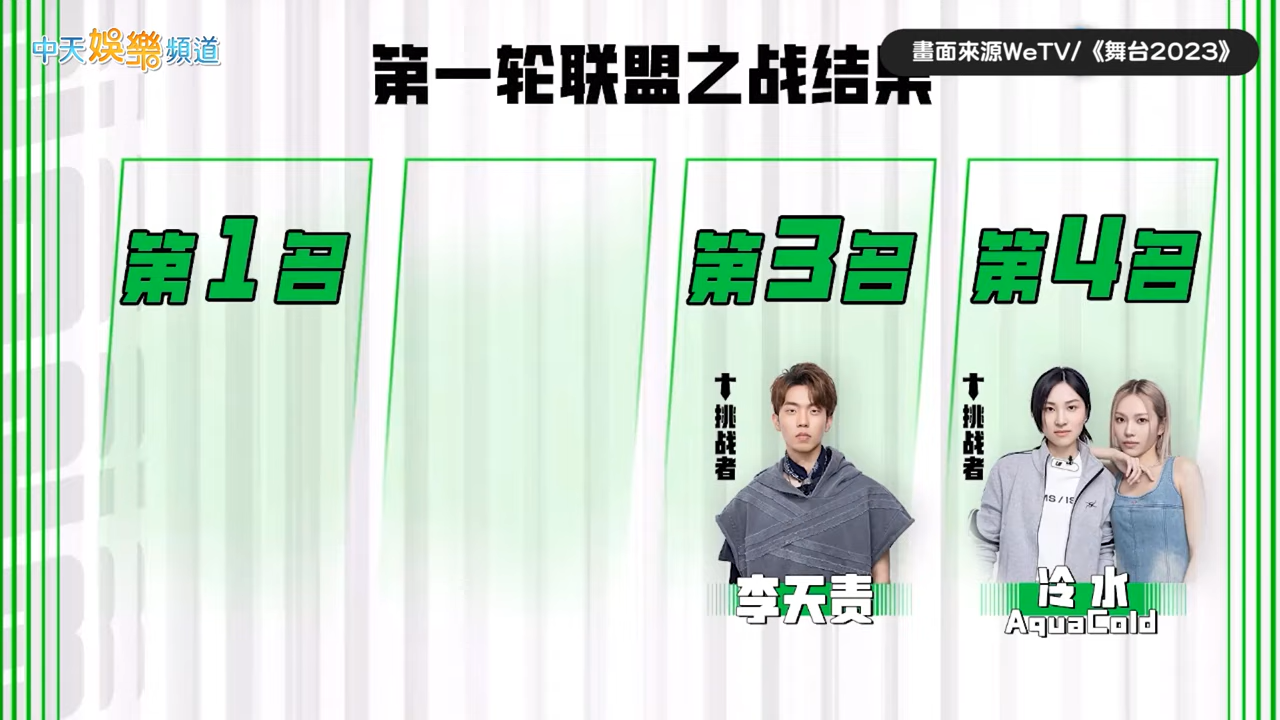 中天娛樂頻道
畫面來源WeTV/《舞台2023》
第一轮联盟之战结果
第1名
第3名
第4名
挑战者
挑战者
李天责
冷水
AquaCold